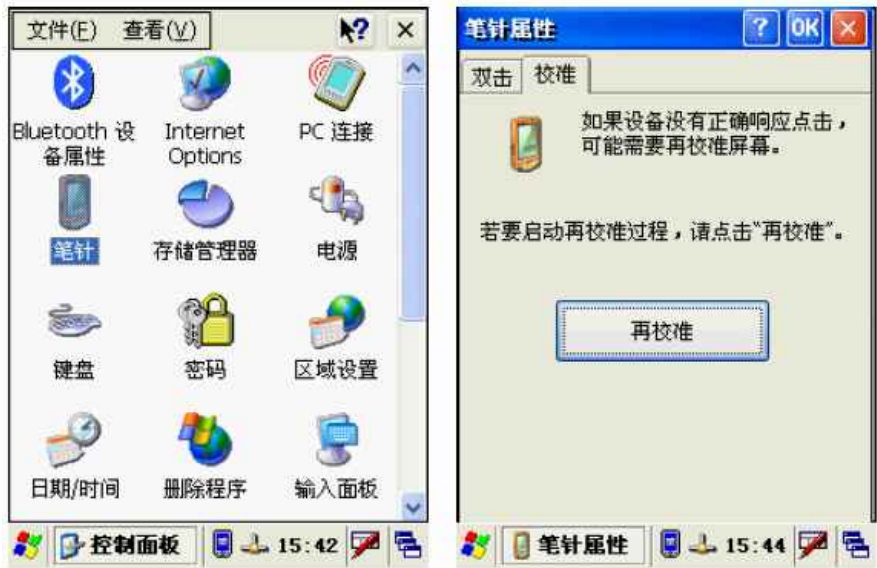 文件(F) 查看(V) ? ×
Bluetooth 设
备属性
Internet
Options
PC 连接
笔针
存储管理器
电源
键盘
密码
区域设置
日期/时间
删除程序
输入面板
控制面板 15:42
笔针属性 ? OK ×
双击 校准
如果设备没有正确响应点击，
可能需要再校准屏幕。
若要启动再校准过程，请点击"再校准"。
再校准
笔针属性 15:44